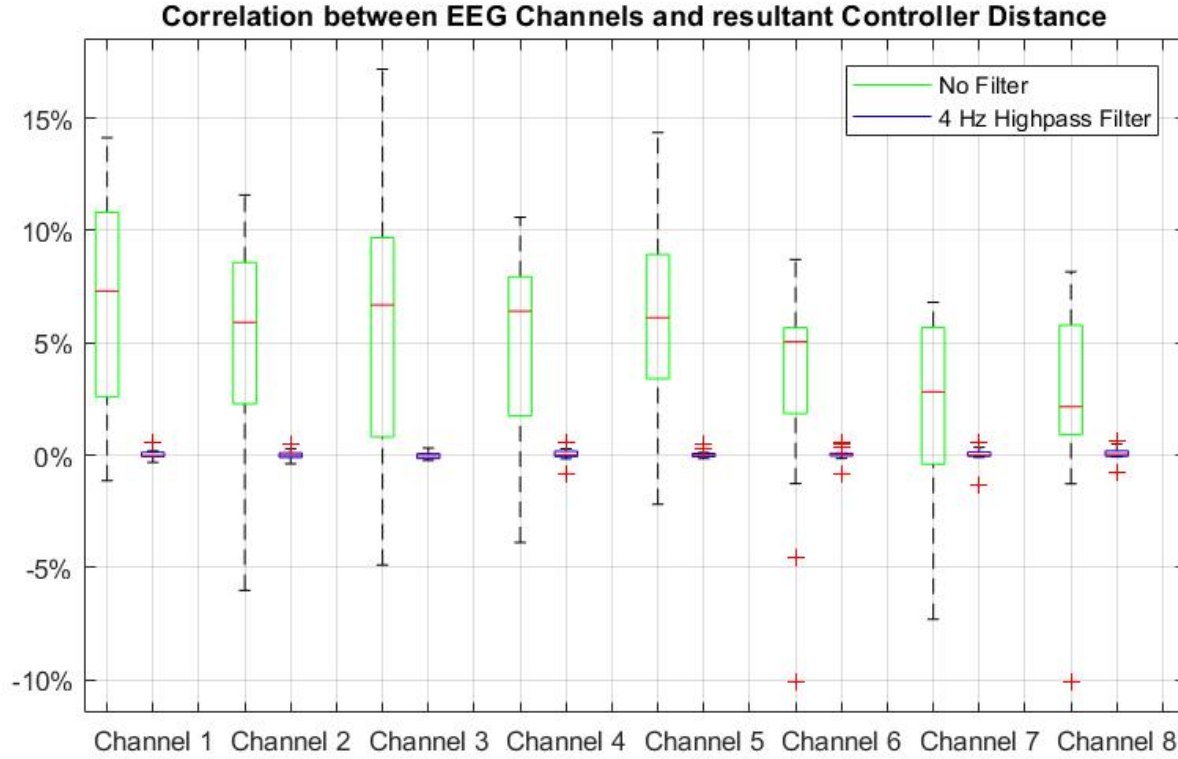 Correlation between EEG Channels and resultant Controller Distance
No Filter
4 Hz Highpass Filter
15%
10%
5%
0%
-5%
-10%
Channel 1 Channel 2 Channel 3 Channel 4 Channel 5 Channel 6 Channel 7 Channel 8